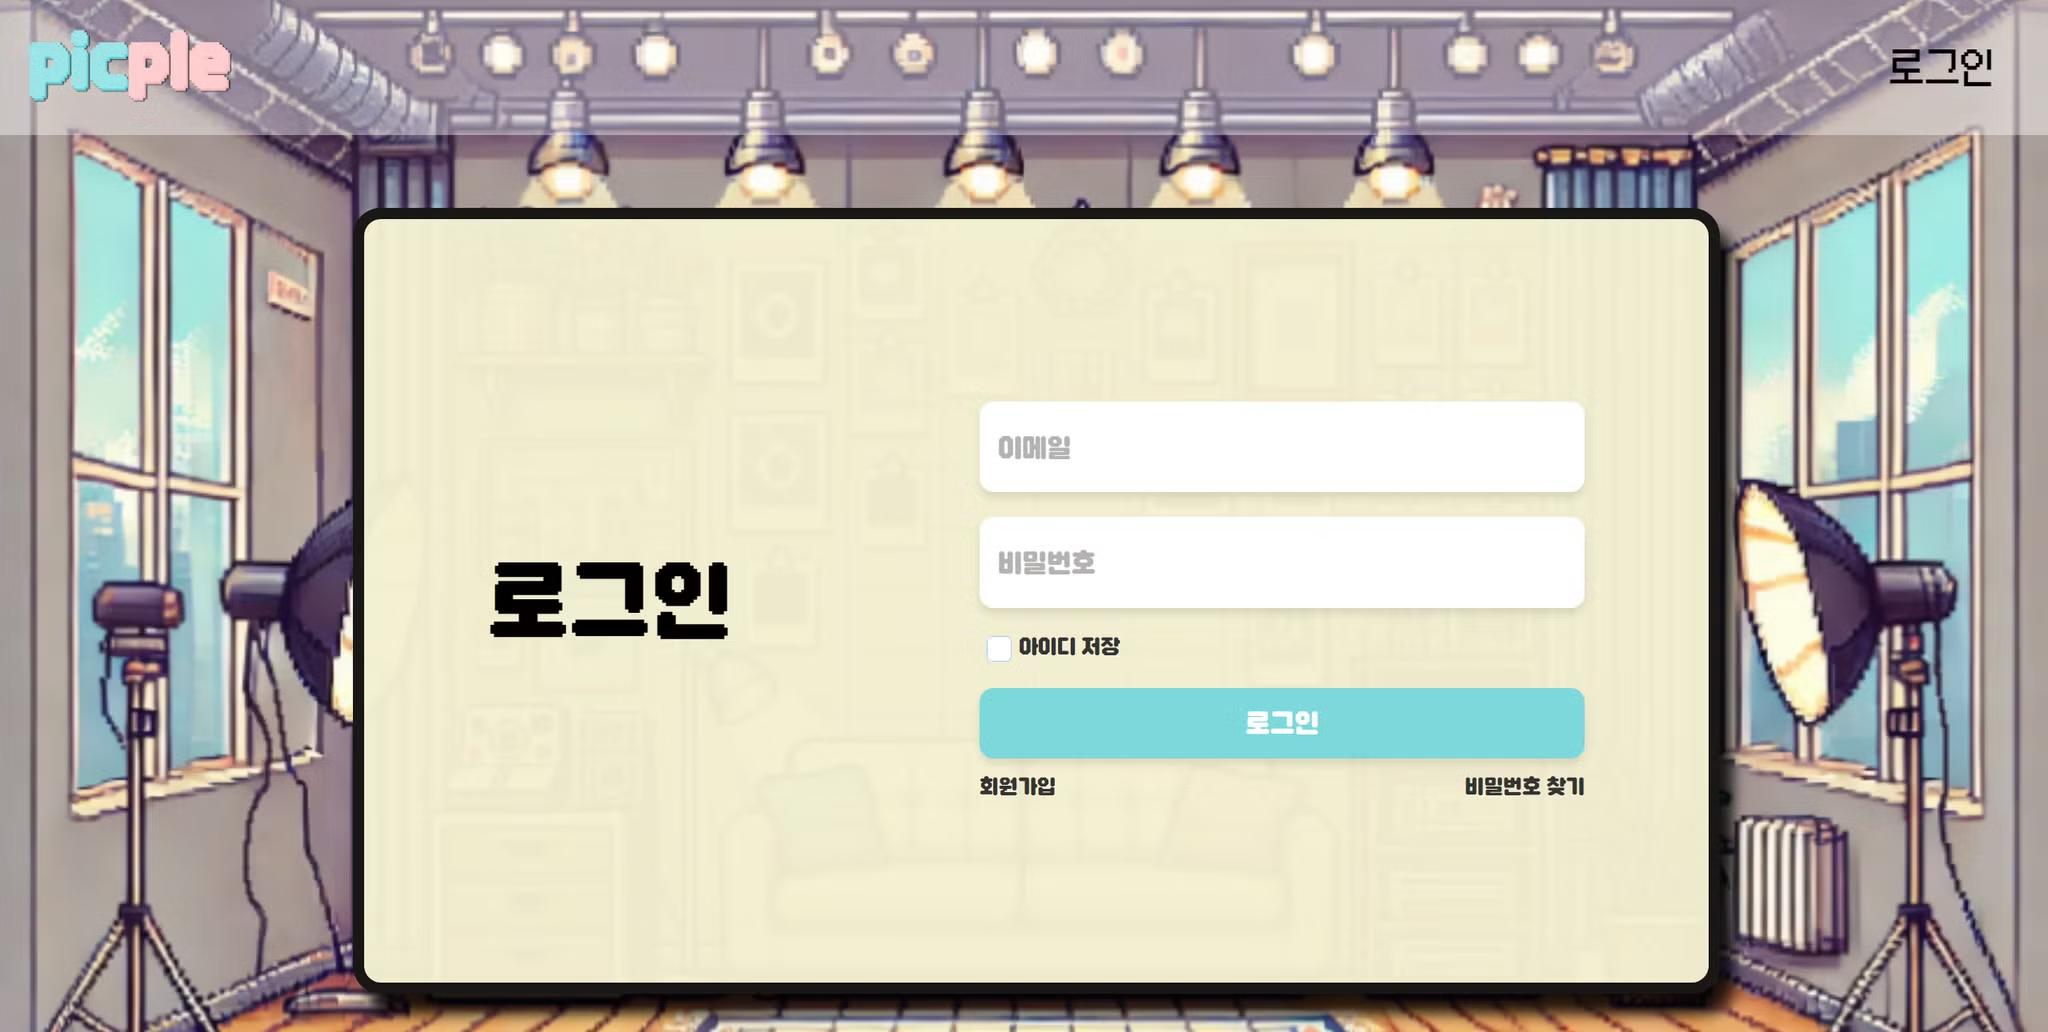 picple
로그인
로그인
이메일
비밀번호
아이디 저장
로그인
회원가입 비밀번호 찾기